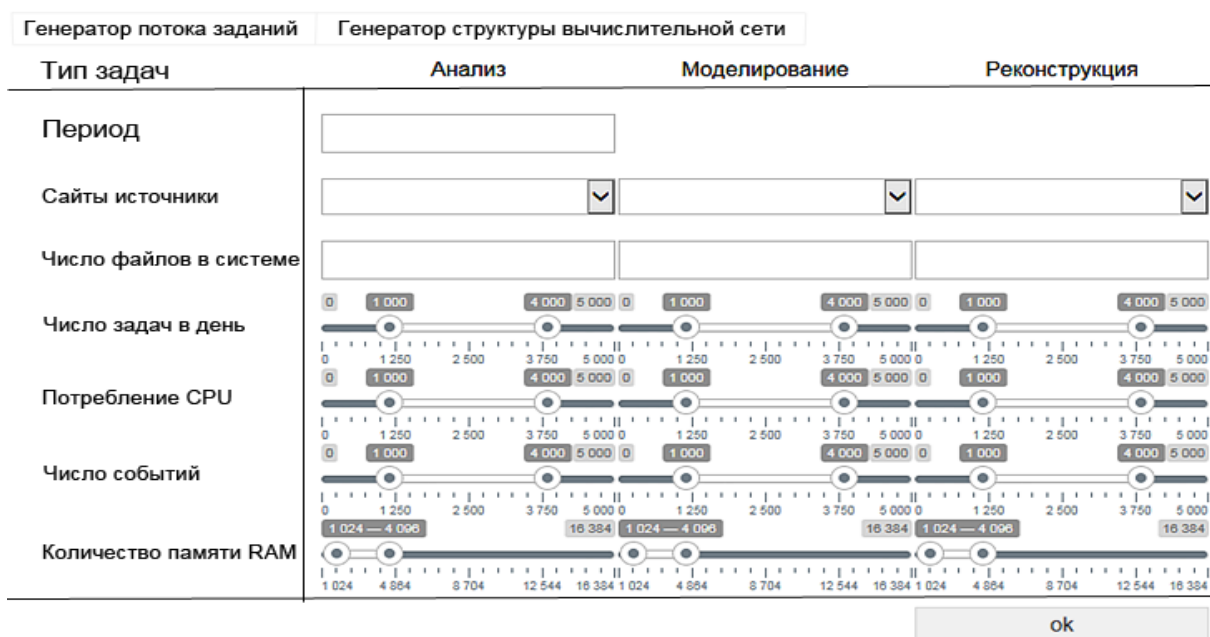 Генератор потока заданий Генератор структуры вычислительной сети
Тип задач Анализ Моделирование Реконструкция
Период
Сайты источники
Число файлов в системе
0 1 000 4 000 5 000 0 1 000 4 000 5 000 0 1 000 4 000 5 000
Число задач в день
0 1 250 2 500 3 750 5 000 0 1 250 2 500 3 750 5 000 0 1 250 2 500 3 750 5 000
0 1 000 4 000 5 000 0 1 000 4 000 5 000 0 1 000 4 000 5 000
Потребление CPU
0 1 250 2 500 3 750 5 000 0 1 250 2 500 3 750 5 000 0 1 250 2 500 3 750 5 000
0 1 000 4 000 5 000 0 1 000 4 000 5 000 0 1 000 4 000 5 000
Число событий
0 1 250 2 500 3 750 5 000 0 1 250 2 500 3 750 5 000 0 1 250 2 500 3 750 5 000
1 024 — 4 096 16 384 1 024 — 4 096 16 384 1 024 — 4 096 16 384
Количество памяти RAM
1 024 4 864 8 704 12 544 16 384 1 024 4 864 8 704 12 544 16 384 1 024 4 864 8 704 12 544 16 384
ok